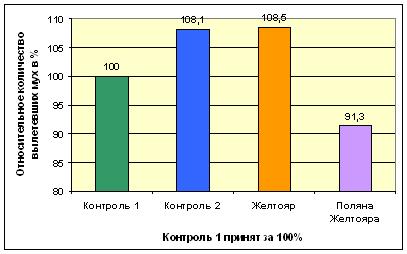 Относительное количество
вылетевших мух в %
110
105
100
95
90
85
80
100
108,1
108,5
91,3
Контроль 1
Контроль 2
Желтояр
Поляна
Желтояра
Контроль 1 принят за 100%